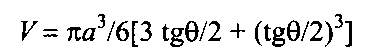 V = πa³/6[3 tgθ/2 + (tgθ/2)³]